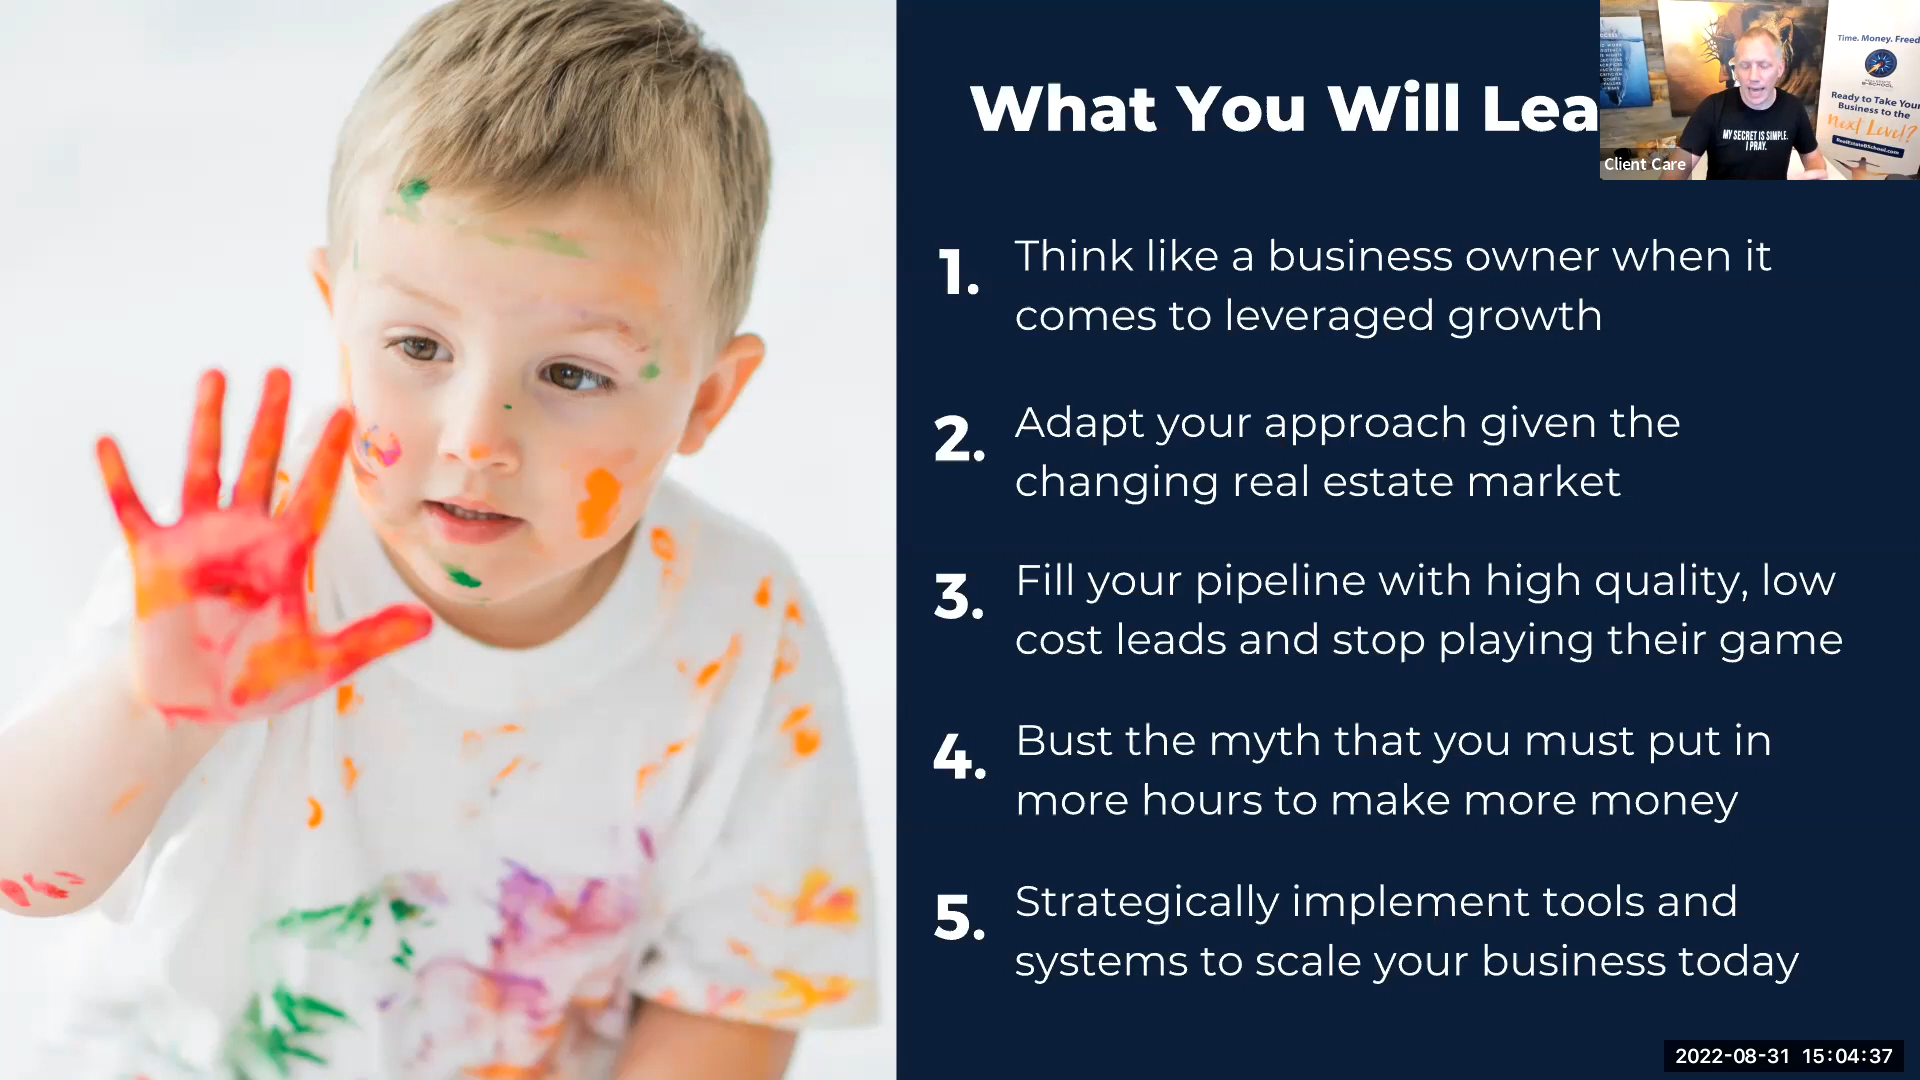 What You Will Lea
Time. Money. Freed
B-SCHOOL
Ready to Take Your
Business to the
Next Level?
RealEstateBSchool.com
MY SECRET IS SIMPLE.
I PRAY.
Client Care
1. Think like a business owner when it
comes to leveraged growth
2. Adapt your approach given the
changing real estate market
3. Fill your pipeline with high quality, low
cost leads and stop playing their game
4. Bust the myth that you must put in
more hours to make more money
5. Strategically implement tools and
systems to scale your business today
2022-08-31 15:04:37